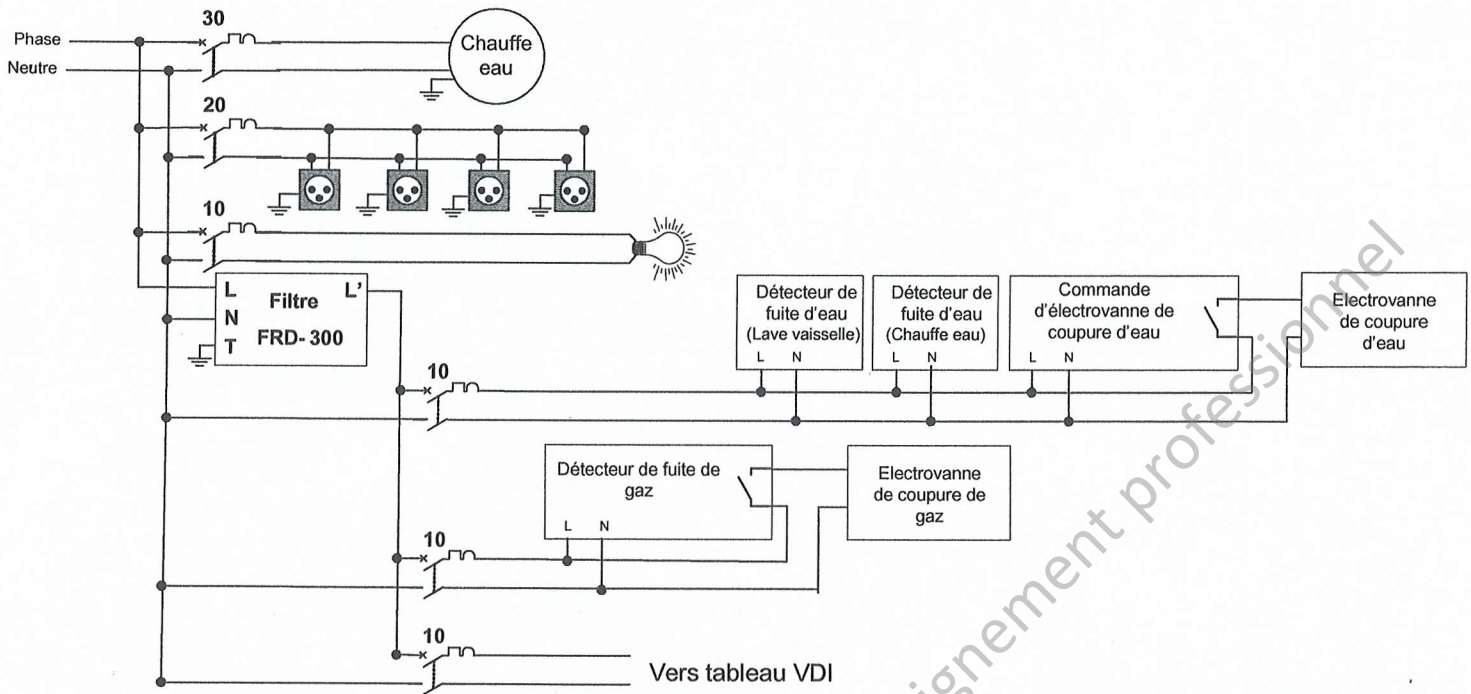 30
Phase
Neutre
Chauffe
eau
20
10
L
N
T
Filtre
FRD-300
L'
10
Détecteur de
fuite d'eau
(Lave vaisselle)
L N
Détecteur de
fuite d'eau
(Chauffe eau)
L N
Commande
d'électrovanne de
coupure d'eau
L N
Electrovanne
de coupure
d'eau
10
Détecteur de fuite de
gaz
L N
Electrovanne
de coupure de
gaz
10
Vers tableau VDI
ignement professionnel